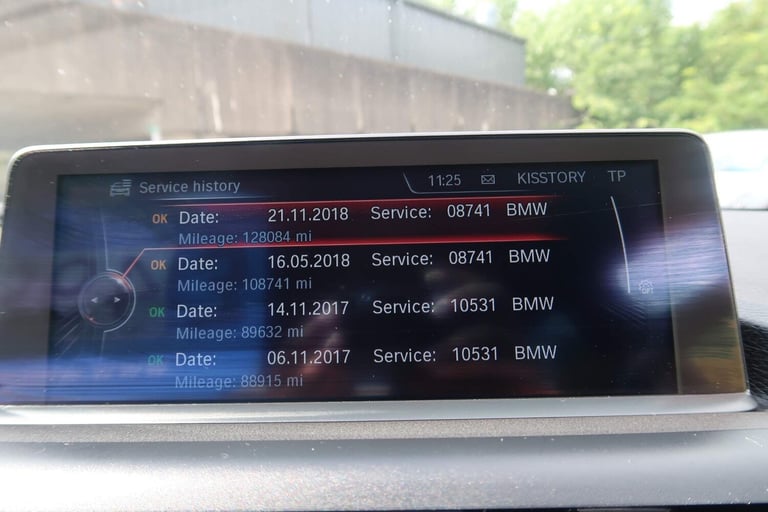 Service history 11:25 KISSTORY TP
OK Date: 21.11.2018 Service: 08741 BMW
Mileage: 128084 mi
OK Date: 16.05.2018 Service: 08741 BMW
Mileage: 108741 mi
OK Date: 14.11.2017 Service: 10531 BMW
Mileage: 89632 mi
OK Date: 06.11.2017 Service: 10531 BMW
Mileage: 88915 mi